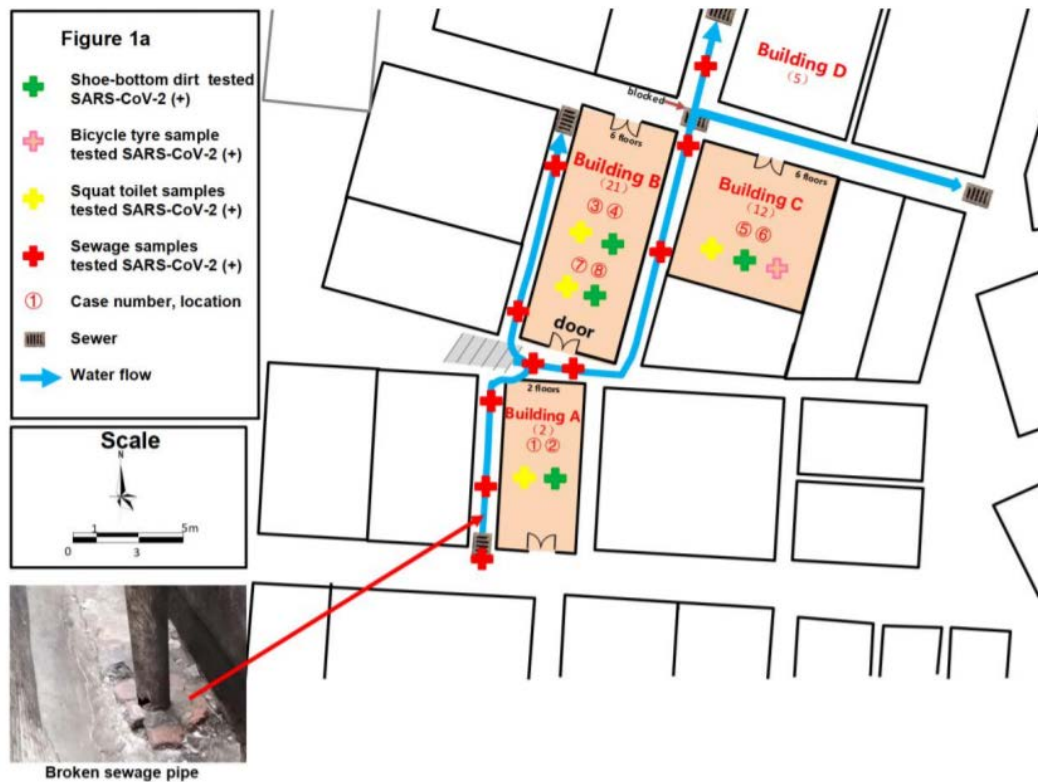 Figure 1a
Shoe-bottom dirt tested
SARS-CoV-2 (+)
Bicycle tyre sample
tested SARS-CoV-2 (+)
Squat toilet samples
tested SARS-CoV-2 (+)
Sewage samples
tested SARS-CoV-2 (+)
① Case number, location
Sewer
Water flow
Scale
N
1
5m
0
3
Broken sewage pipe
Building D
(5)
blocked
6 floors
Building B
(21)
③ ④
⑦ ⑧
door
6 floors
Building C
(12)
⑤ ⑥
2 floors
Building A
(2)
① ②